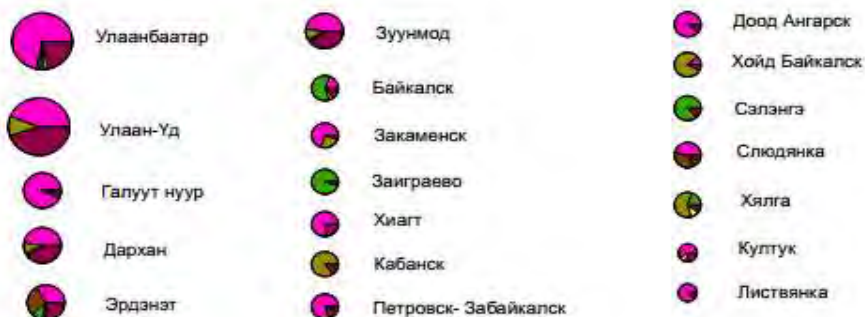 Улаанбаатар
Улаан-Үд
Галуут нуур
Дархан
Эрдэнэт
Зуунмод
Байкалск
Закаменск
Заиграево
Хиагт
Кабанск
Петровск- Забайкалск
Доод Ангарск
Хойд Байкалск
Сэлэнгэ
Слюдянка
Хялга
Култук
Листвянка